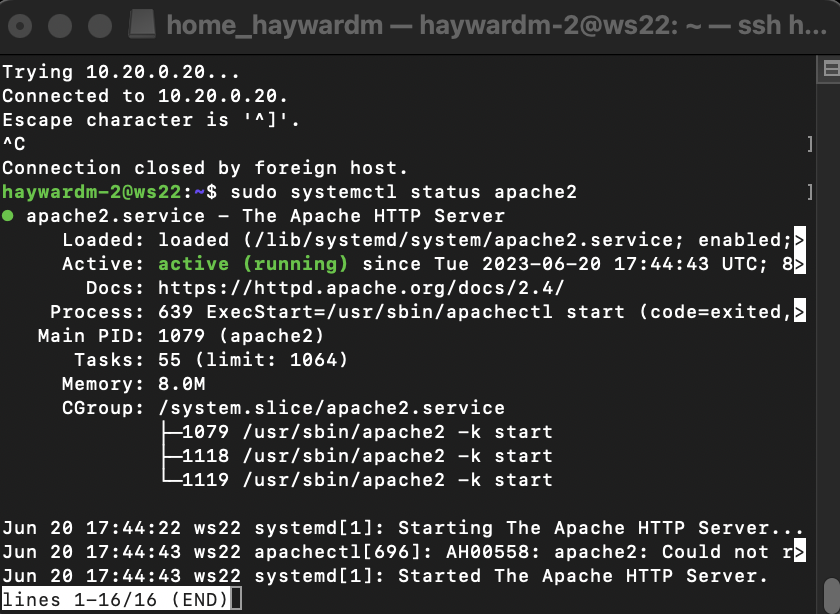 home_haywardm — haywardm-2@ws22: ~ — ssh h...
Trying 10.20.0.20...
Connected to 10.20.0.20.
Escape character is '^]'.
^C ]
Connection closed by foreign host.
haywardm-2@ws22:~$ sudo systemctl status apache2 ]
● apache2.service - The Apache HTTP Server
     Loaded: loaded (/lib/systemd/system/apache2.service; enabled;>
     Active: active (running) since Tue 2023-06-20 17:44:43 UTC; 8>
       Docs: https://httpd.apache.org/docs/2.4/
    Process: 639 ExecStart=/usr/sbin/apachectl start (code=exited,>
   Main PID: 1079 (apache2)
      Tasks: 55 (limit: 1064)
     Memory: 8.0M
     CGroup: /system.slice/apache2.service
             ├─1079 /usr/sbin/apache2 -k start
             ├─1118 /usr/sbin/apache2 -k start
             └─1119 /usr/sbin/apache2 -k start
Jun 20 17:44:22 ws22 systemd[1]: Starting The Apache HTTP Server...
Jun 20 17:44:43 ws22 apachectl[696]: AH00558: apache2: Could not r>
Jun 20 17:44:43 ws22 systemd[1]: Started The Apache HTTP Server.
lines 1-16/16 (END)